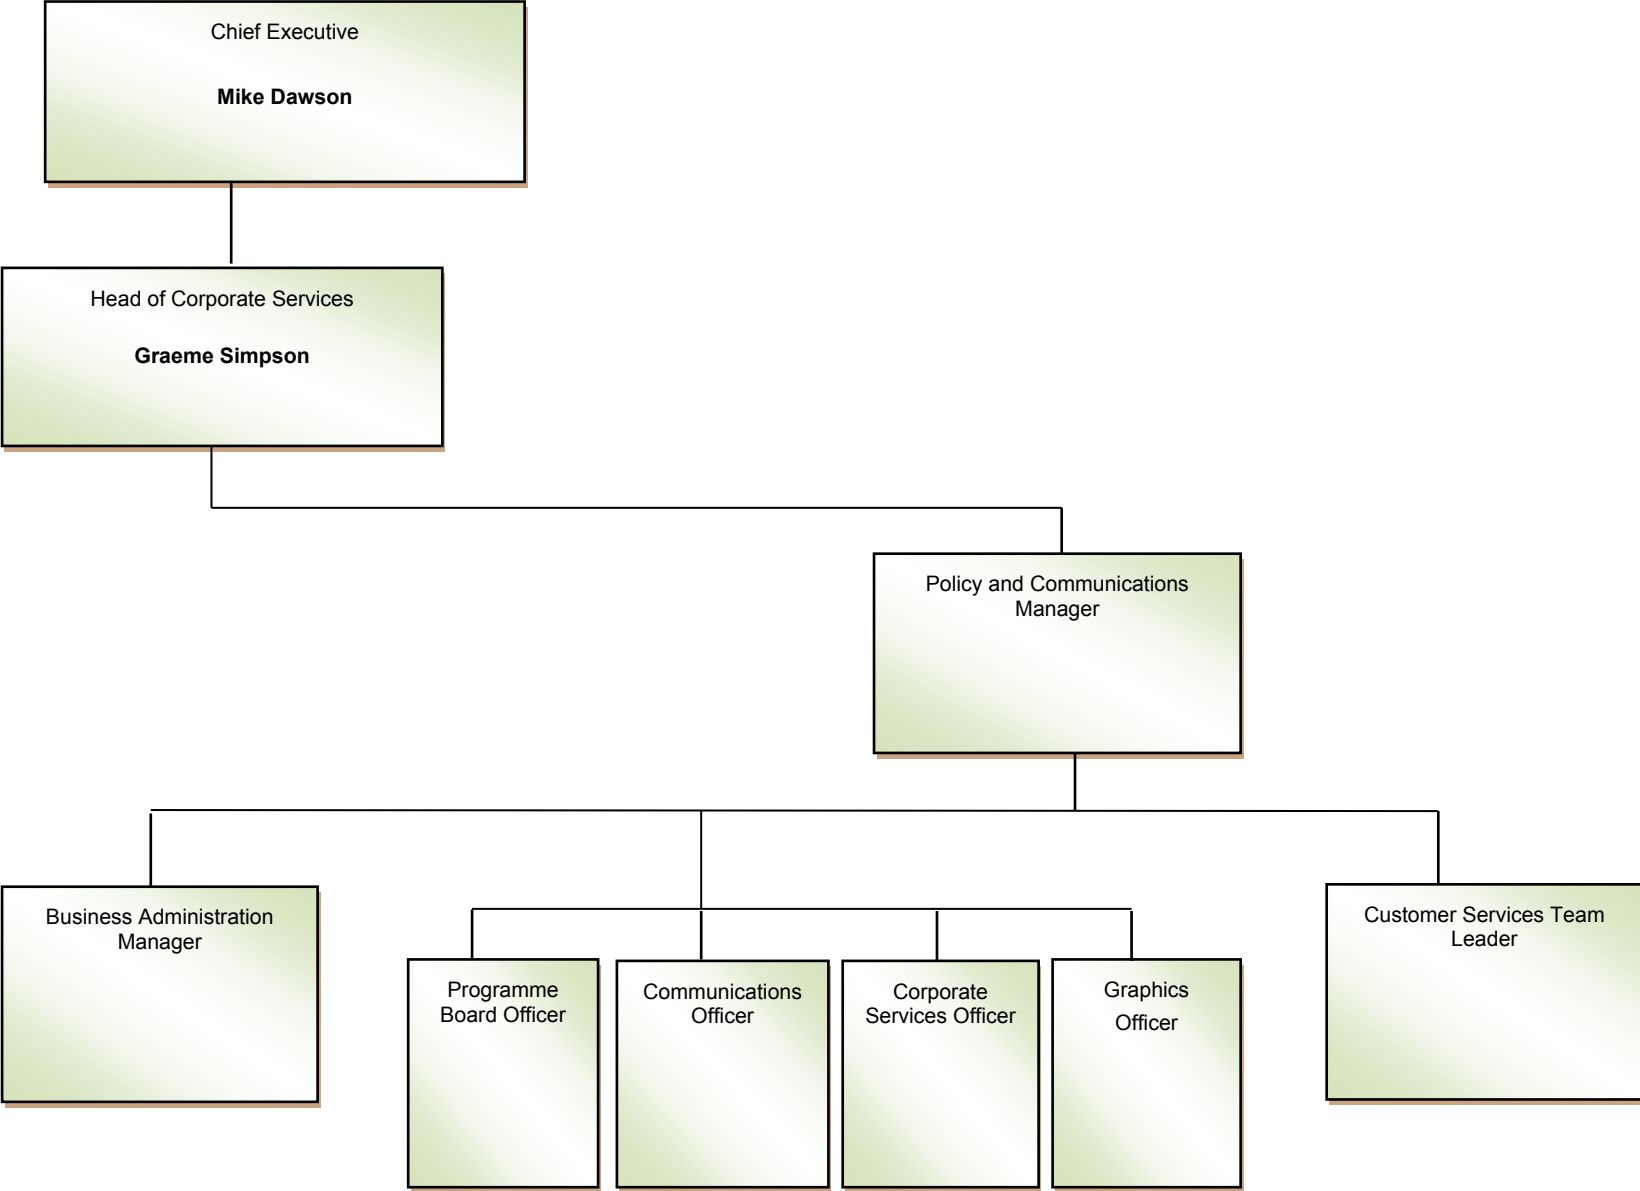 Chief Executive
Mike Dawson
Head of Corporate Services
Graeme Simpson
Policy and Communications
Manager
Business Administration
Manager
Programme
Board Officer
Communications
Officer
Corporate
Services Officer
Graphics
Officer
Customer Services Team
Leader